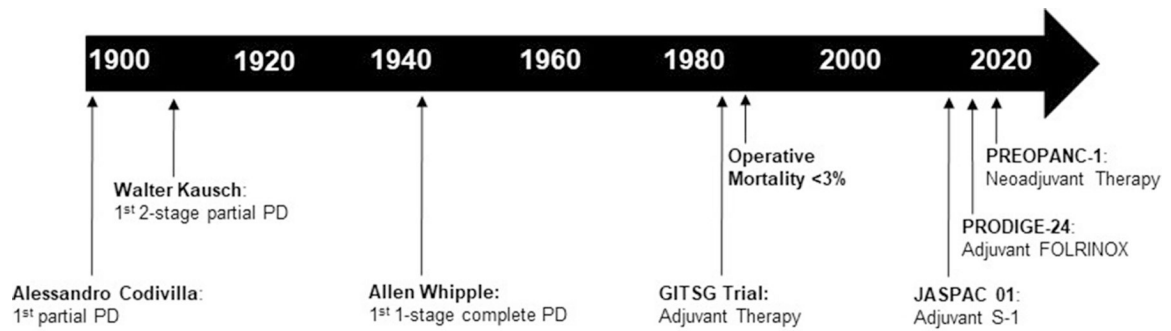 1900 1920 1940 1960 1980 2000 2020
Operative
Mortality <3%
PREOPANC-1:
Neoadjuvant Therapy
Walter Kausch:
1st 2-stage partial PD
PRODIGE-24:
Adjuvant FOLRINOX
Alessandro Codivilla:
1st partial PD
Allen Whipple:
1st 1-stage complete PD
GITSG Trial:
Adjuvant Therapy
JASPAC 01:
Adjuvant S-1